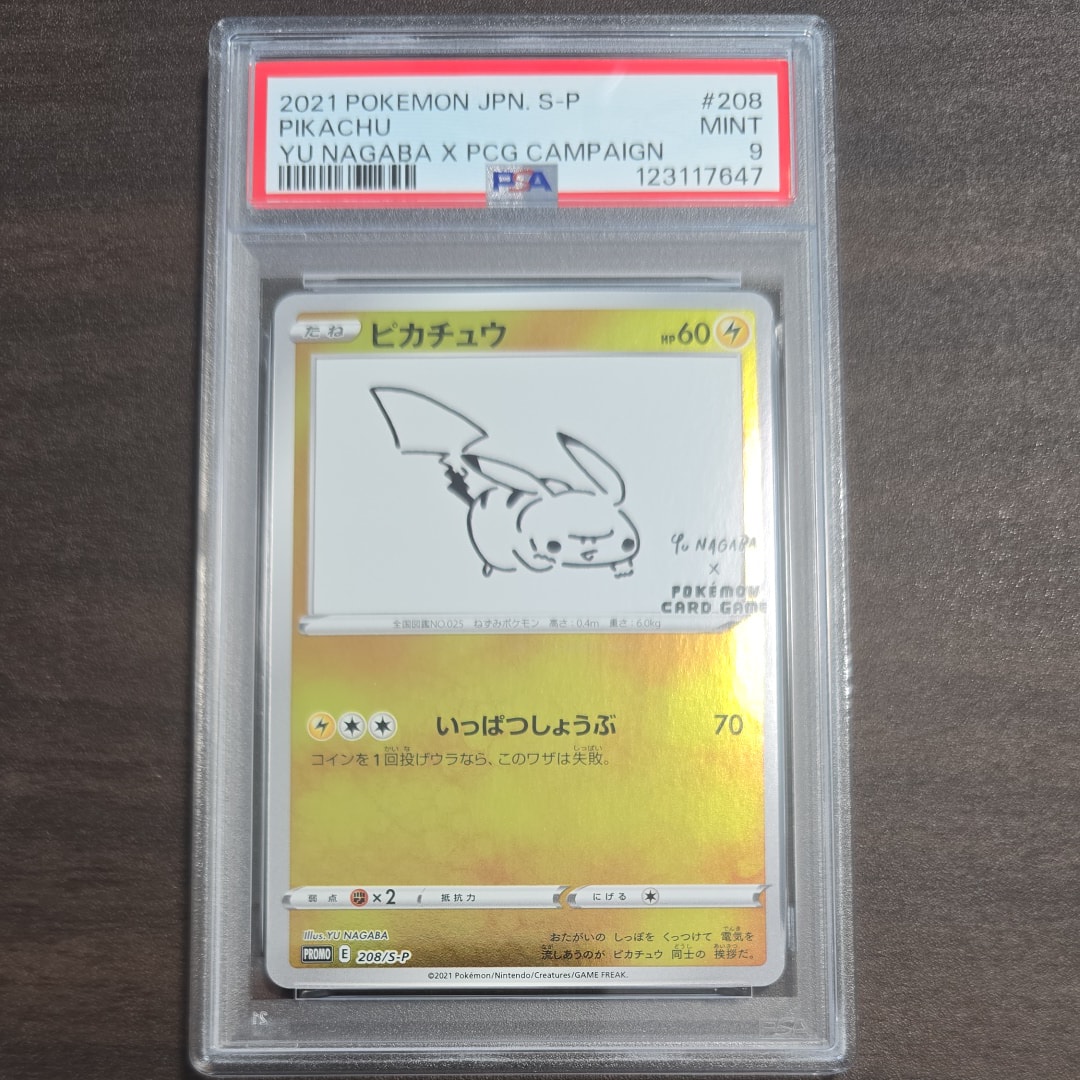 2021 POKEMON JPN. S-P #208
PIKACHU MINT
YU NAGABA X PCG CAMPAIGN 9
PSA 123117647
たね ピカチュウ HP60
YU NAGABA
×
POKÉMON
CARD GAME
全国図鑑NO.025 ねずみポケモン 高さ:0.4m 重さ:6.0kg
いっぱつしょうぶ 70
コインを1回投げウラなら、このワザは失敗。
弱点 ×2 抵抗力 にげる
Illus.YU NAGABA
PROMO E 208/S-P
おたがいの しっぽを くっつけて 電気を
流しあうのが ピカチュウ 同士の 挨拶だ。
©2021 Pokémon/Nintendo/Creatures/GAME FREAK.